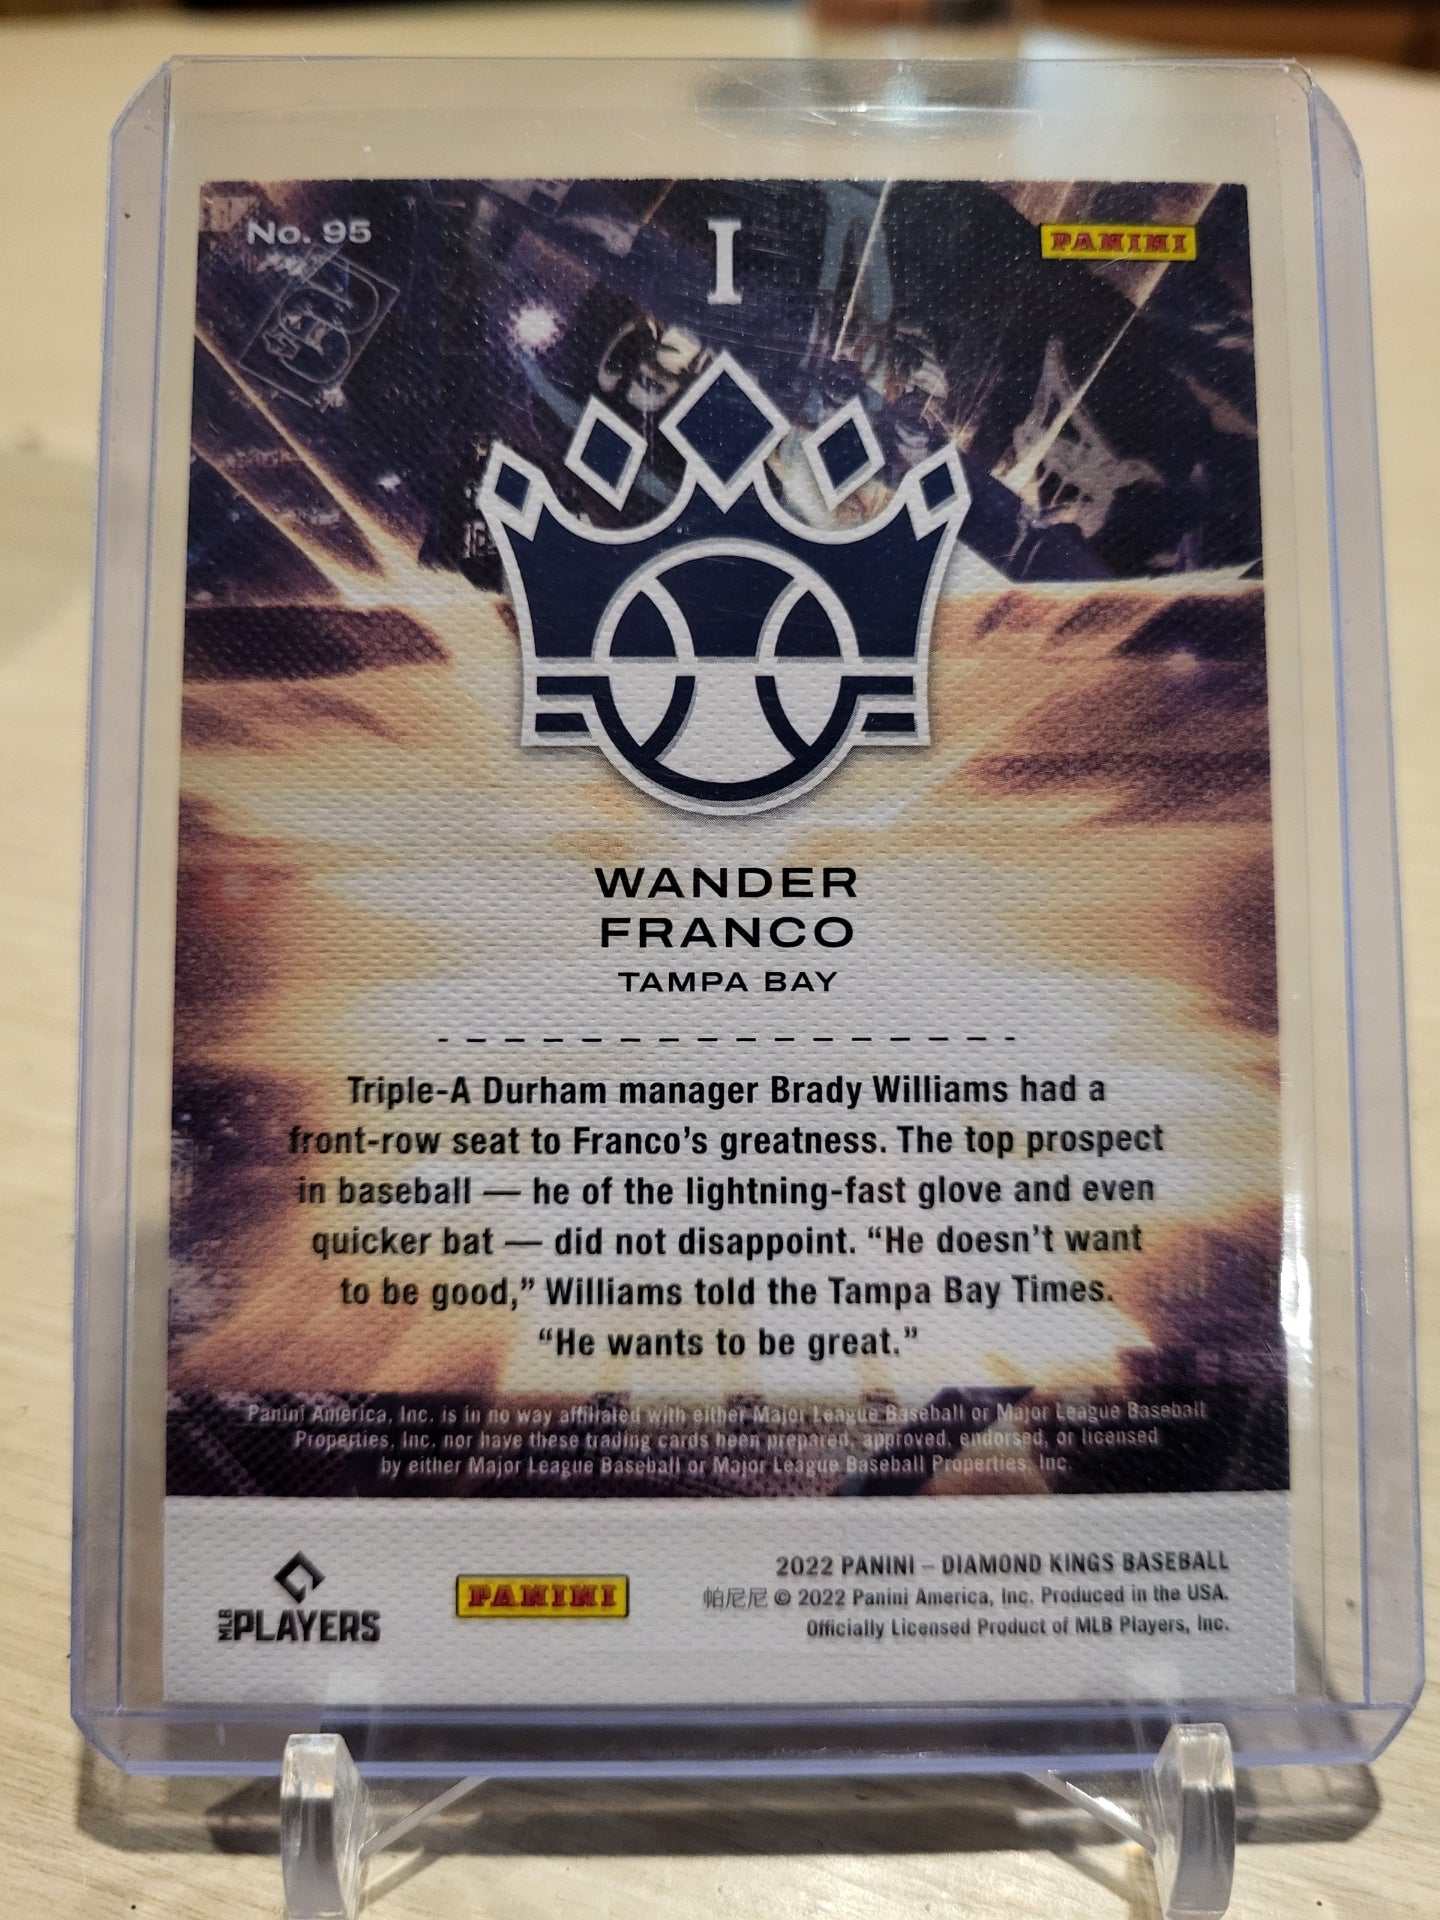 No. 95
I
PANINI
WANDER
FRANCO
TAMPA BAY
Triple-A Durham manager Brady Williams had a
front-row seat to Franco's greatness. The top prospect
in baseball — he of the lightning-fast glove and even
quicker bat — did not disappoint. “He doesn't want
to be good,” Williams told the Tampa Bay Times.
“He wants to be great.”
Panini America, Inc. is in no way affiliated with either Major League Baseball or Major League Baseball
Properties, Inc. nor have these trading cards been prepared, approved, endorsed, or licensed
by either Major League Baseball or Major League Baseball Properties, Inc.
MLB PLAYERS
PANINI
2022 PANINI – DIAMOND KINGS BASEBALL
帕尼尼 © 2022 Panini America, Inc. Produced in the USA.
Officially Licensed Product of MLB Players, Inc.